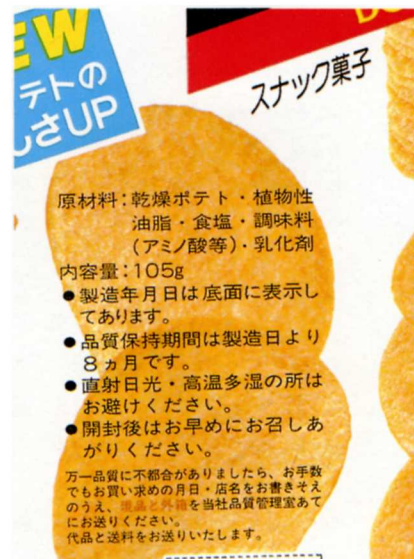 NEW
テトの
しさUP
スナック菓子
原材料:乾燥ポテト・植物性
油脂・食塩・調味料
(アミノ酸等)・乳化剤
内容量:105g
●製造年月日は底面に表示し
てあります。
●品質保持期間は製造日より
8ヵ月です。
●直射日光・高温多湿の所は
お避けください。
●開封後はお早めにお召しあ
がりください。
万一品質に不都合がありましたら、お手数
でもお買い求めの月日・店名をお書きそえ
のうえ、現品と外箱を当社品質管理室あて
にお送りください。
代品と送料をお送りいたします。